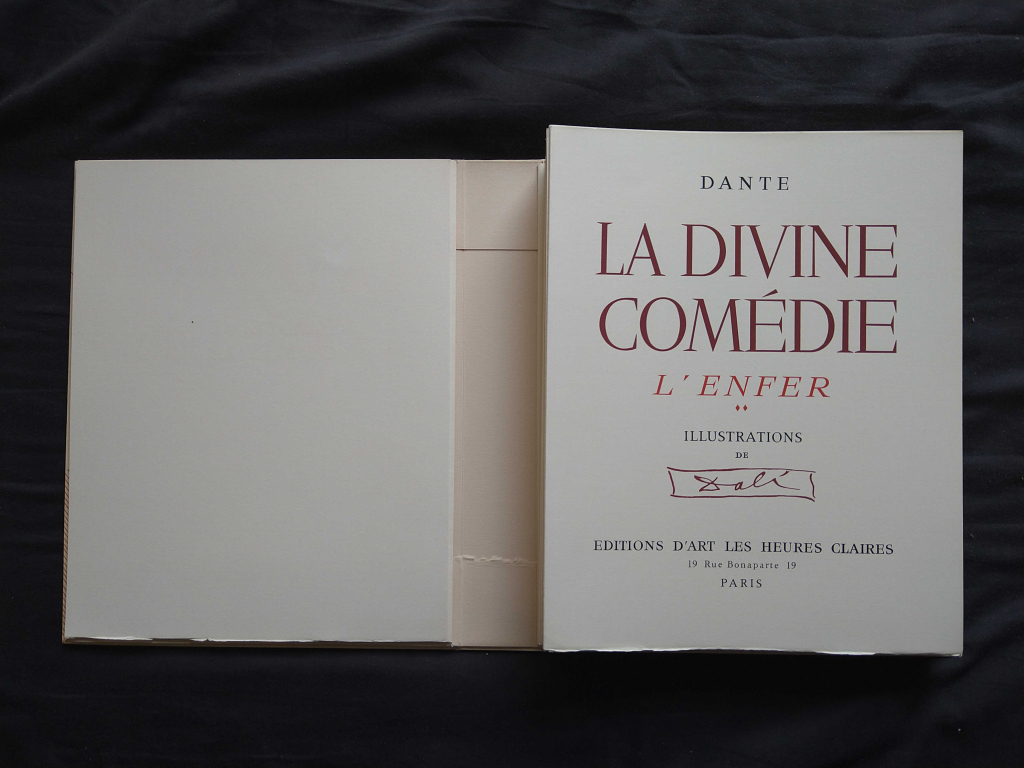 DANTE
LA DIVINE
COMÉDIE
L'ENFER
ILLUSTRATIONS
DE
Dalí
EDITIONS D'ART LES HEURES CLAIRES
19 Rue Bonaparte 19
PARIS